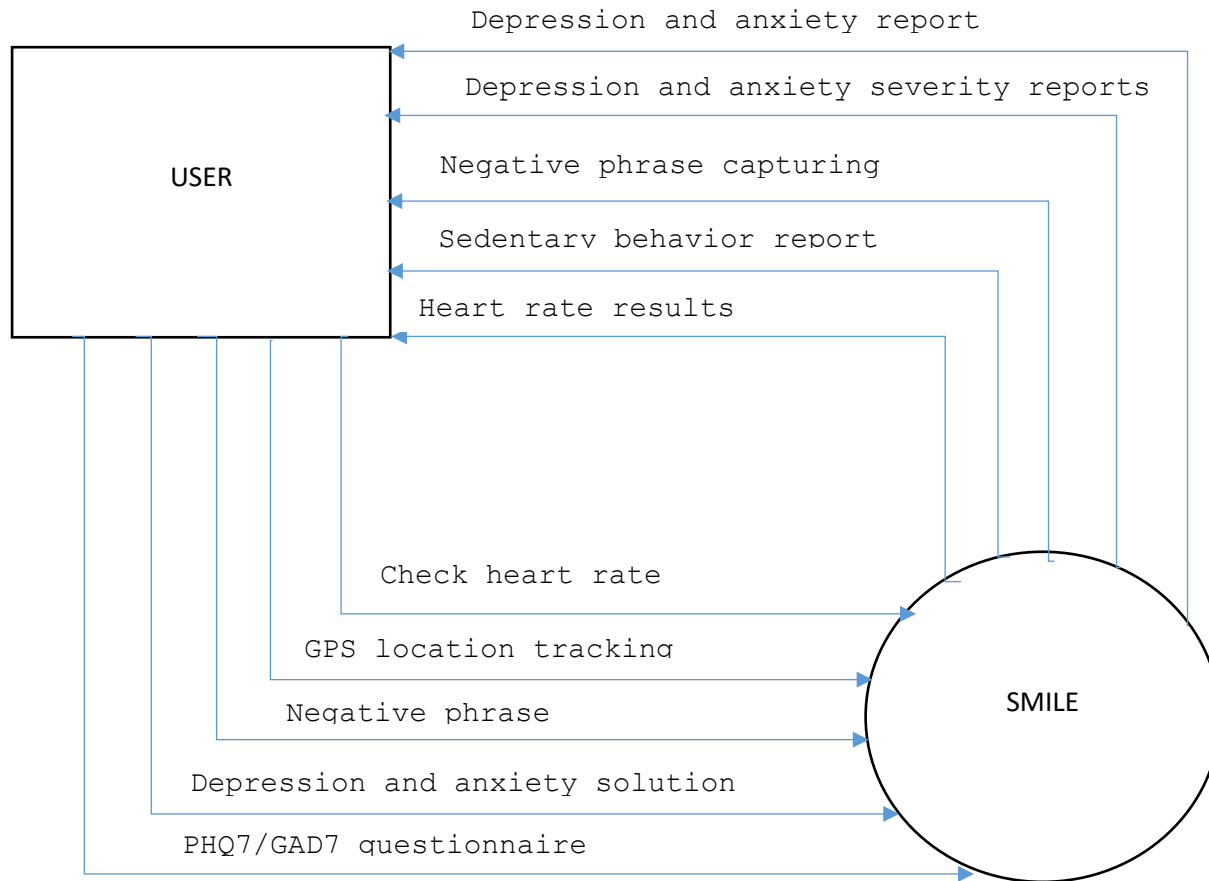 Depression and anxiety report
Depression and anxiety severity reports
Negative phrase capturing
USER
Sedentary behavior report
Heart rate results
Check heart rate
GPS location tracking
SMILE
Negative phrase
Depression and anxiety solution
PHQ7/GAD7 questionnaire